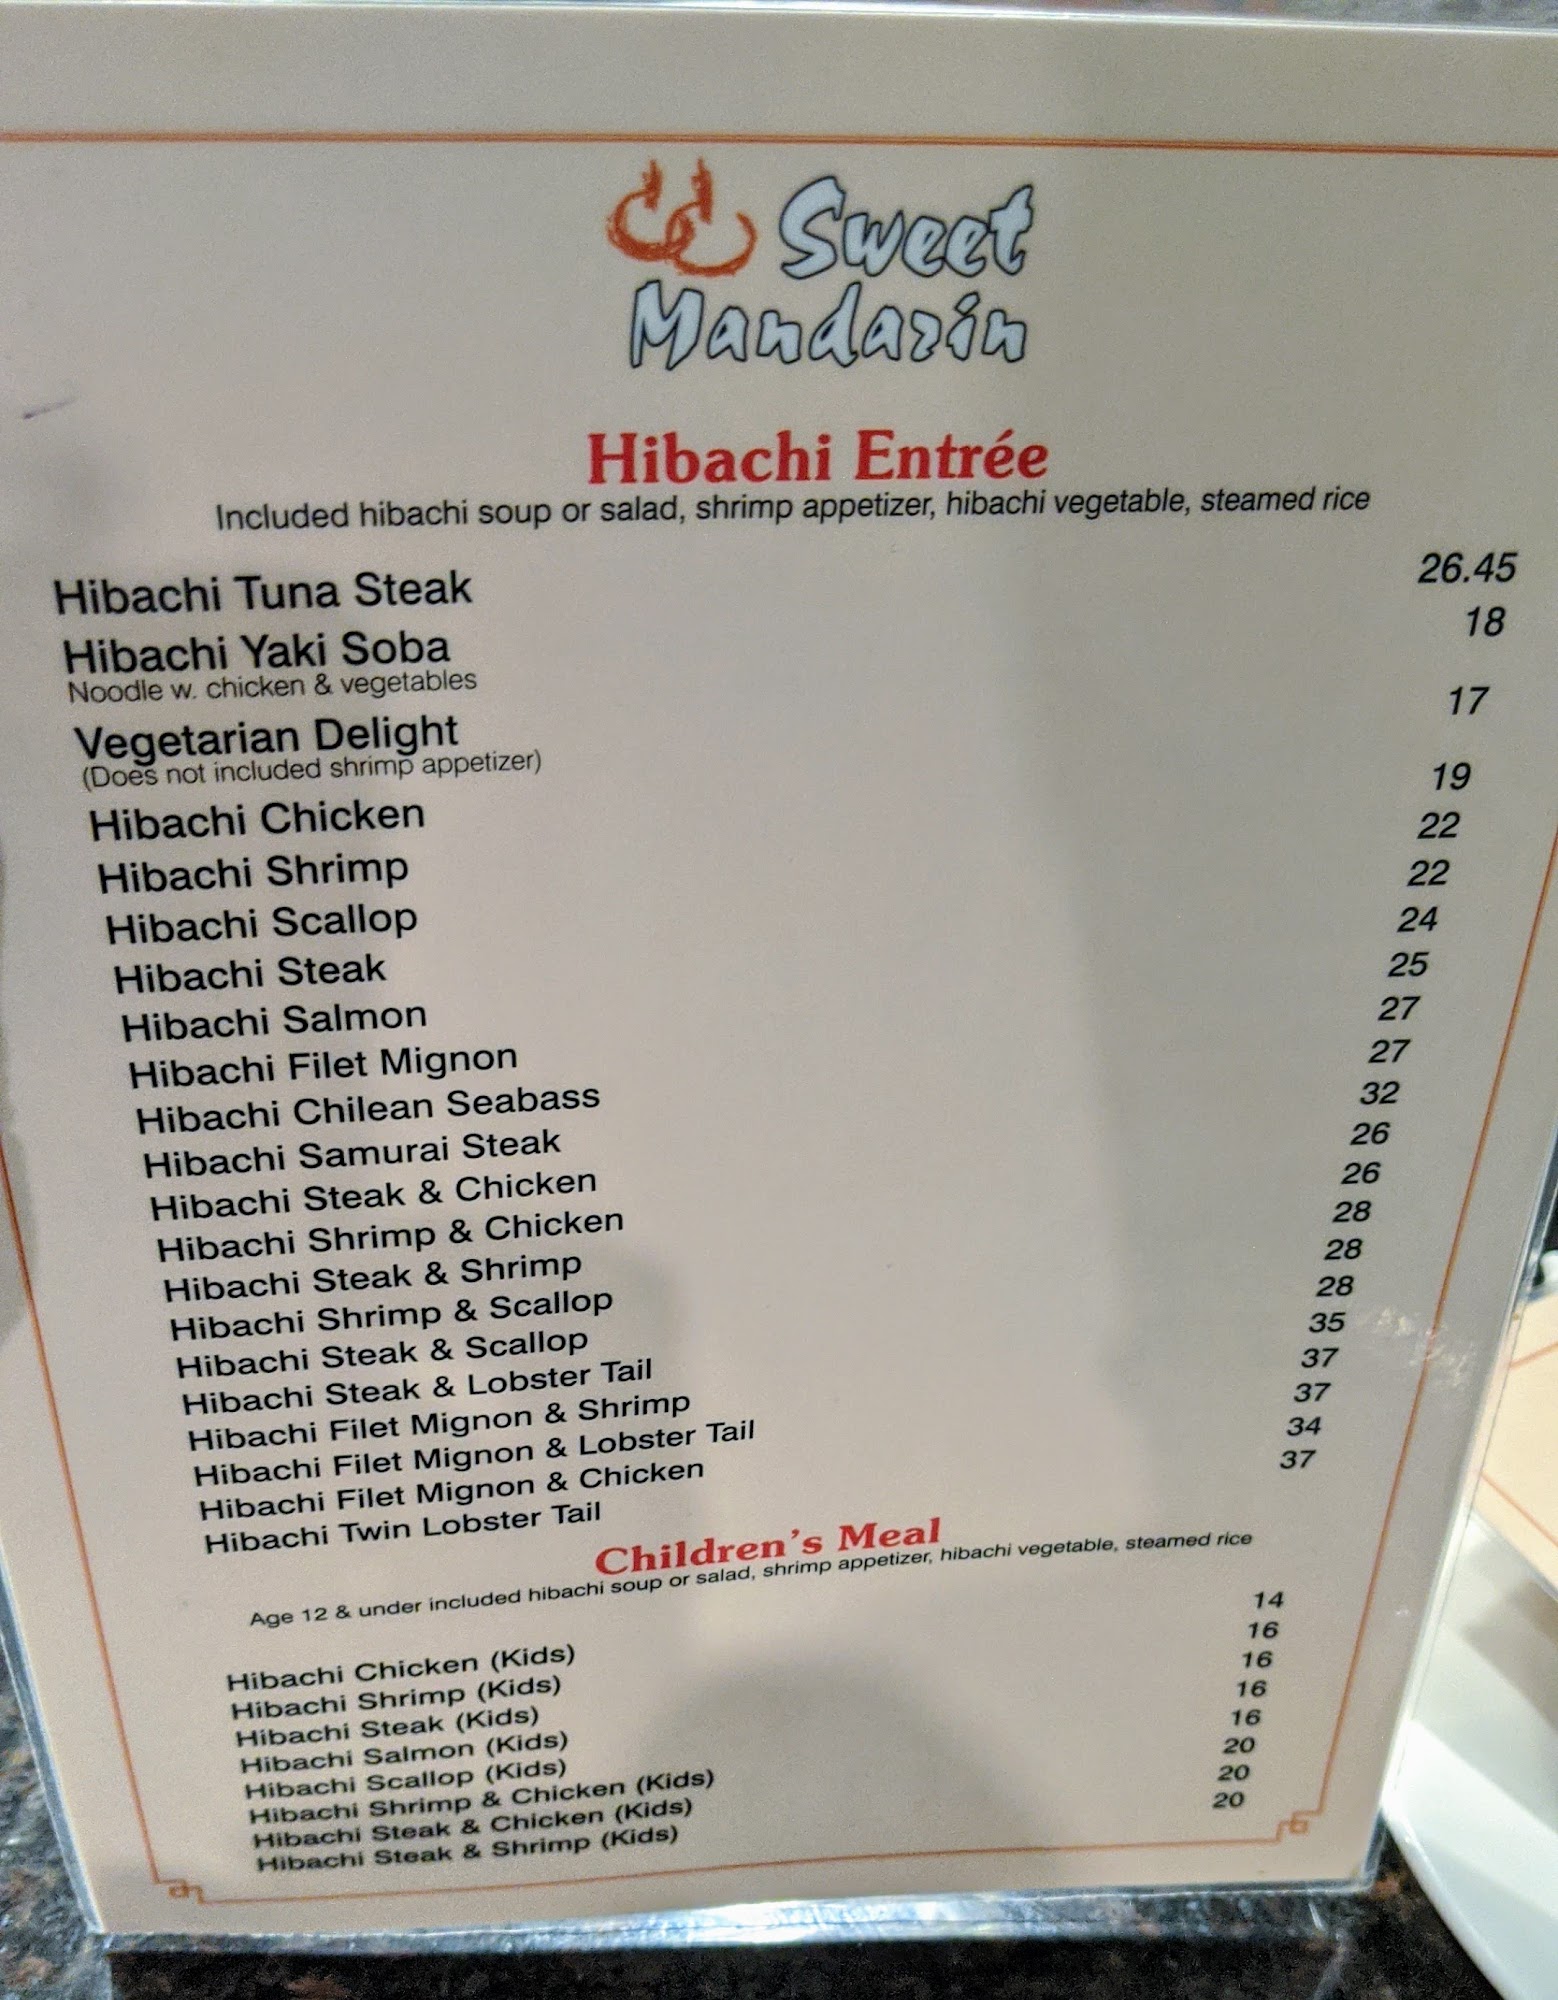 Sweet
Mandarin
Hibachi Entrée
Included hibachi soup or salad, shrimp appetizer, hibachi vegetable, steamed rice
Hibachi Tuna Steak 26.45
Hibachi Yaki Soba 18
Noodle w. chicken & vegetables
Vegetarian Delight 17
(Does not included shrimp appetizer)
Hibachi Chicken 19
Hibachi Shrimp 22
Hibachi Scallop 22
Hibachi Steak 24
Hibachi Salmon 25
Hibachi Filet Mignon 27
Hibachi Chilean Seabass 27
Hibachi Samurai Steak 32
Hibachi Steak & Chicken 26
Hibachi Shrimp & Chicken 26
Hibachi Steak & Shrimp 28
Hibachi Shrimp & Scallop 28
Hibachi Steak & Scallop 28
Hibachi Steak & Lobster Tail 35
Hibachi Filet Mignon & Shrimp 37
Hibachi Filet Mignon & Lobster Tail 37
Hibachi Filet Mignon & Chicken 34
Hibachi Twin Lobster Tail 37
Children's Meal
Age 12 & under included hibachi soup or salad, shrimp appetizer, hibachi vegetable, steamed rice
Hibachi Chicken (Kids) 14
Hibachi Shrimp (Kids) 16
Hibachi Steak (Kids) 16
Hibachi Salmon (Kids) 16
Hibachi Scallop (Kids) 16
Hibachi Shrimp & Chicken (Kids) 20
Hibachi Steak & Chicken (Kids) 20
Hibachi Steak & Shrimp (Kids) 20